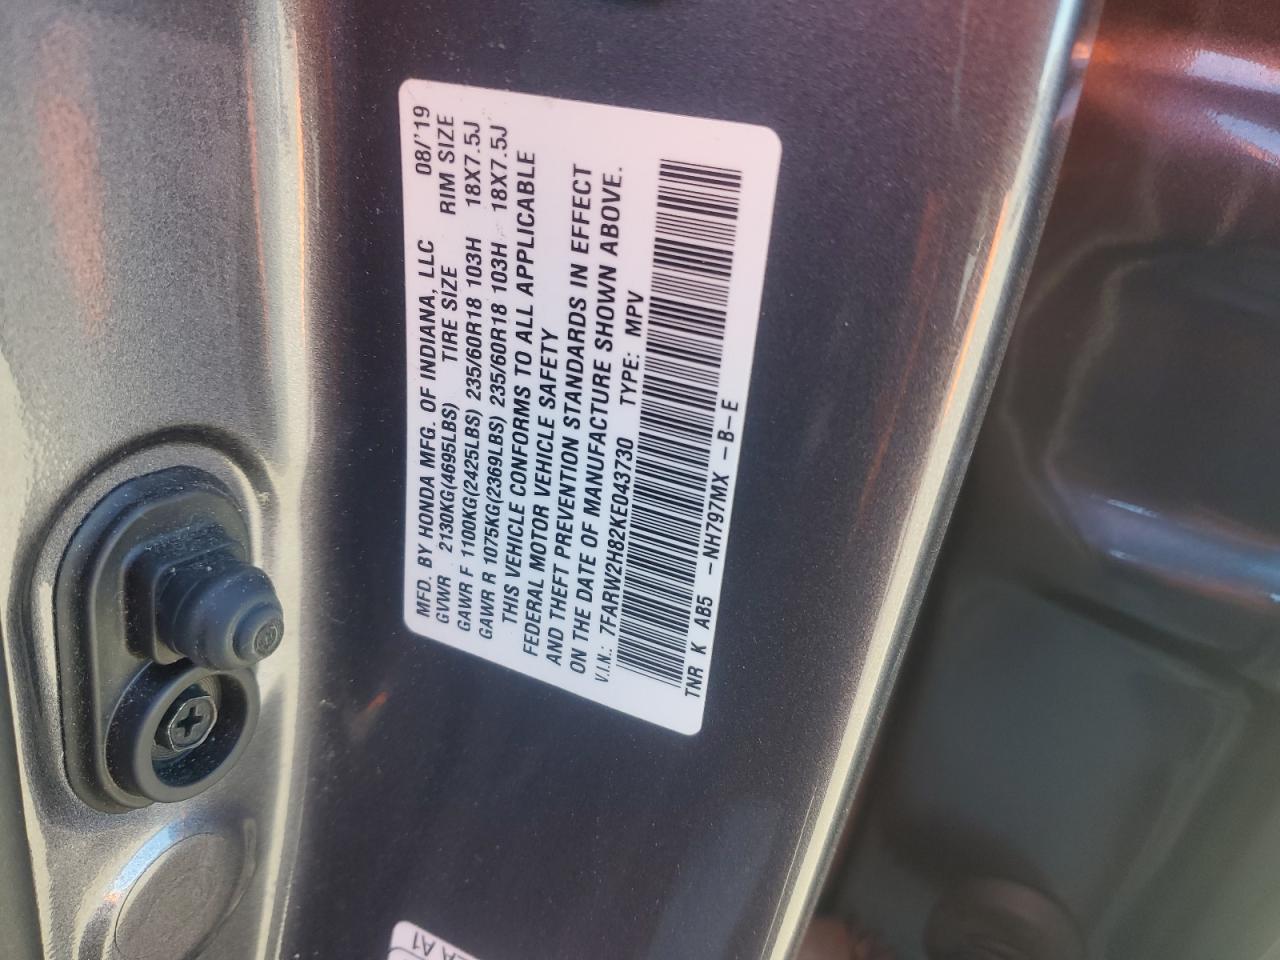 MFD. BY HONDA MFG. OF INDIANA, LLC 08/'19
GVWR 2130KG(4695LBS) TIRE SIZE RIM SIZE
GAWR F 1100KG(2425LBS) 235/60R18 103H 18X7.5J
GAWR R 1075KG(2369LBS) 235/60R18 103H 18X7.5J
THIS VEHICLE CONFORMS TO ALL APPLICABLE
FEDERAL MOTOR VEHICLE SAFETY
AND THEFT PREVENTION STANDARDS IN EFFECT
ON THE DATE OF MANUFACTURE SHOWN ABOVE.
V.I.N.: 7FARW2H82KE043730 TYPE: MPV
TNR K AB5 -NH797MX -B-E
A1